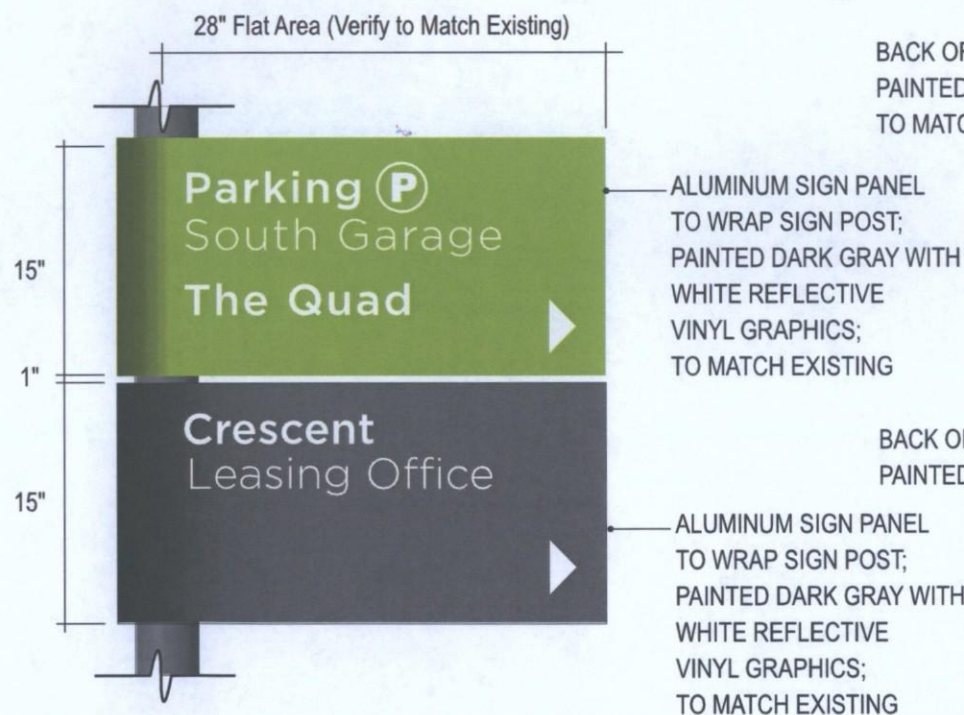 28" Flat Area (Verify to Match Existing)
BACK OF
PAINTED
TO MATC
Parking P
South Garage
The Quad
15"
ALUMINUM SIGN PANEL
TO WRAP SIGN POST;
PAINTED DARK GRAY WITH
WHITE REFLECTIVE
VINYL GRAPHICS;
TO MATCH EXISTING
1"
Crescent
Leasing Office
15"
BACK OF
PAINTED
ALUMINUM SIGN PANEL
TO WRAP SIGN POST;
PAINTED DARK GRAY WITH
WHITE REFLECTIVE
VINYL GRAPHICS;
TO MATCH EXISTING